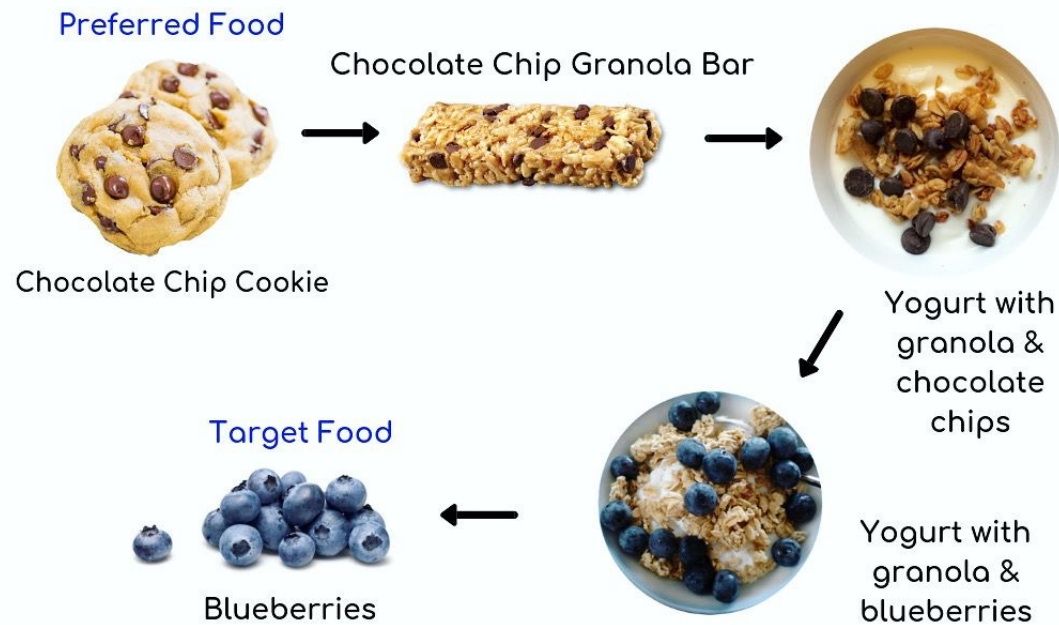 Preferred Food
Chocolate Chip Cookie
Chocolate Chip Granola Bar
Yogurt with
granola &
chocolate
chips
Yogurt with
granola &
blueberries
Target Food
Blueberries